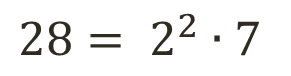 28 = 2² · 7